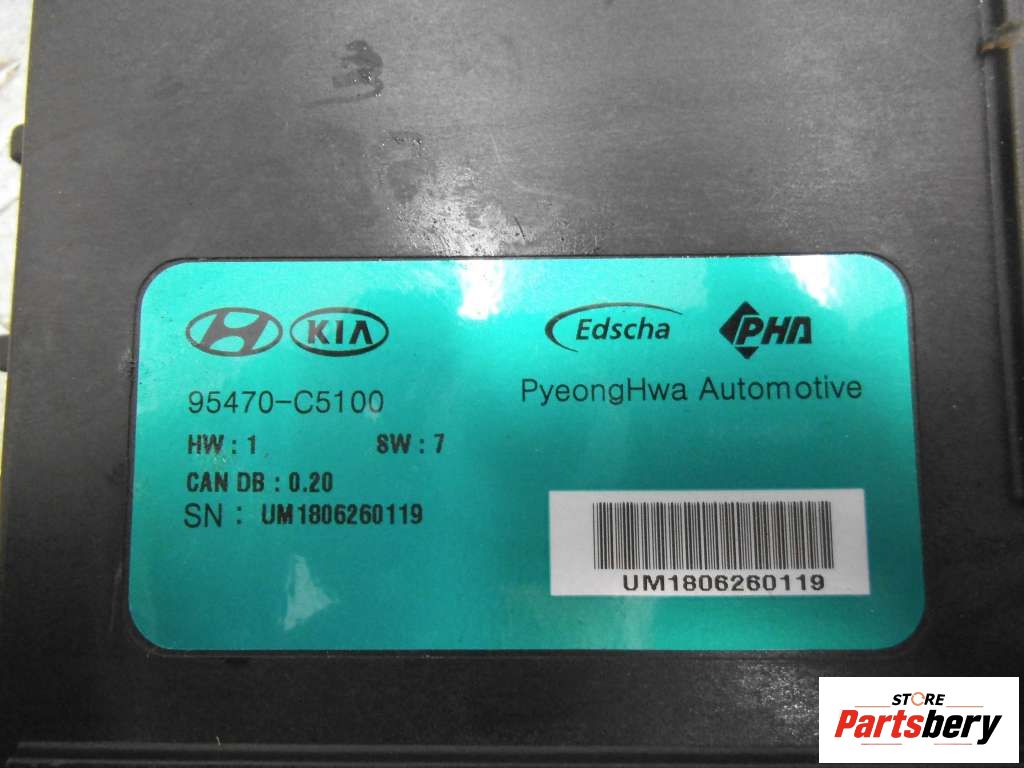 3
KIA
Edscha
PHA
95470-C5100
PyeongHwa Automotive
HW : 1 SW : 7
CAN DB : 0.20
SN : UM1806260119
UM1806260119
STORE
Partsbery